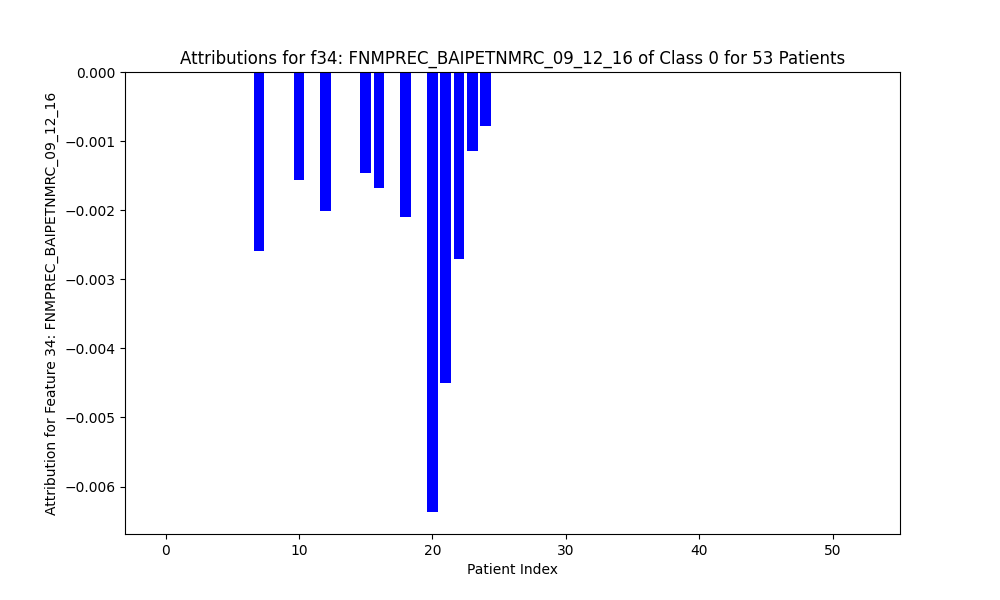 Attributions for f34: FNMPREC_BAIPETNMRC_09_12_16 of Class 0 for 53 Patients
Attribution for Feature 34: FNMPREC_BAIPETNMRC_09_12_16
0.000
−0.001
−0.002
−0.003
−0.004
−0.005
−0.006
0 10 20 30 40 50
Patient Index